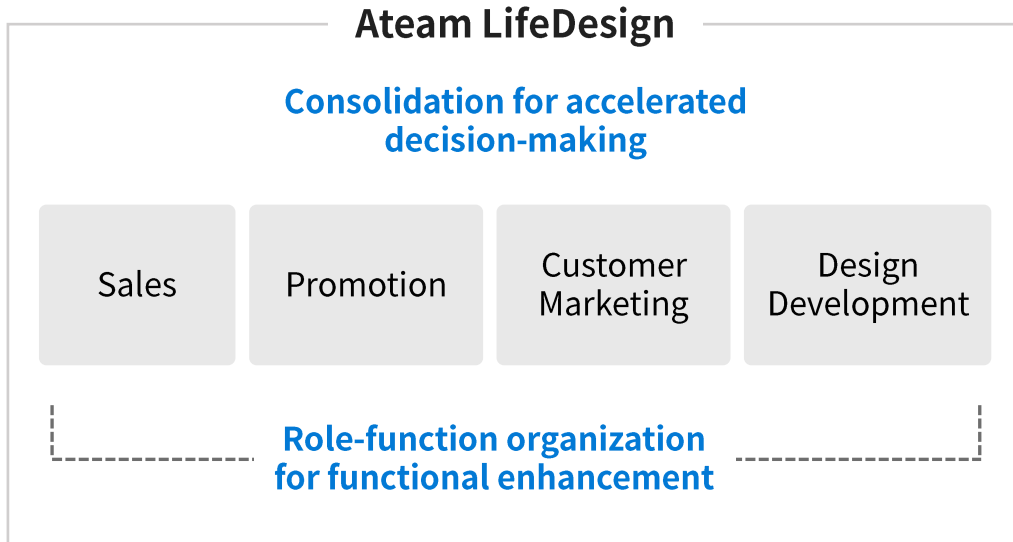 Ateam LifeDesign
Consolidation for accelerated
decision-making
Sales
Promotion
Customer
Marketing
Design
Development
Role-function organization
for functional enhancement